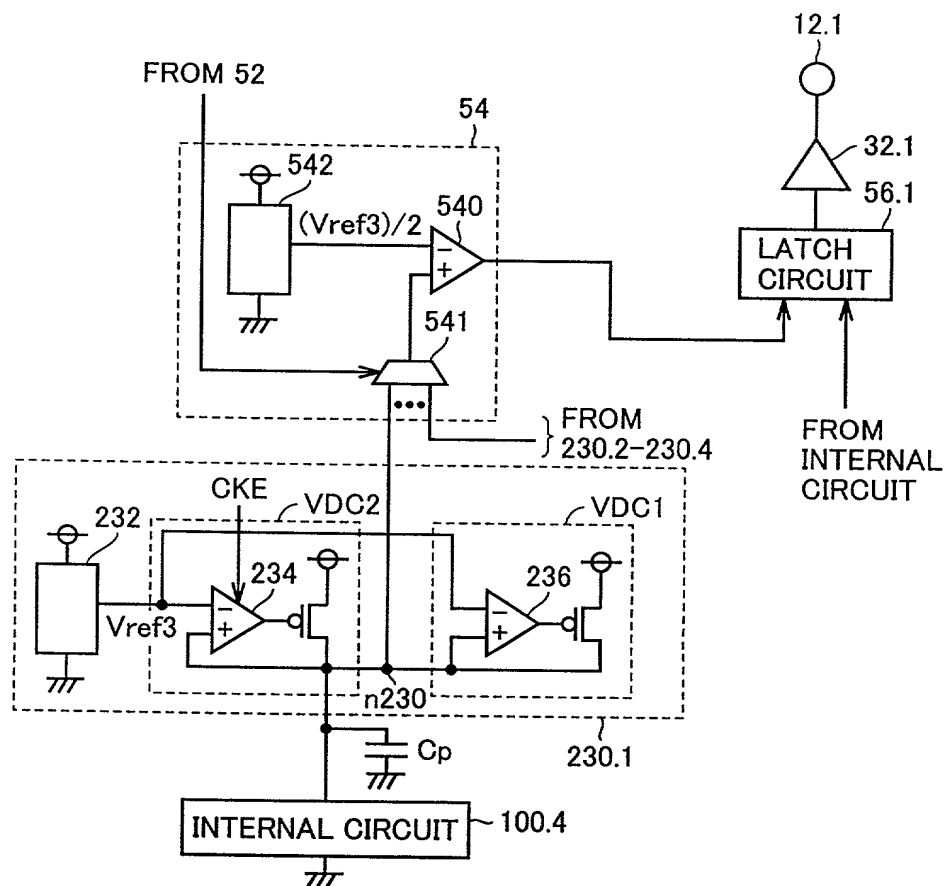 12.1
FROM 52
54
32.1
542
540
56.1
(Vref3)/2
−
+
LATCH
CIRCUIT
541
•••
FROM
230.2−230.4
FROM
INTERNAL
CIRCUIT
CKE
VDC2
VDC1
232
234
236
−
+
−
+
Vref3
n230
230.1
Cp
INTERNAL CIRCUIT
100.4